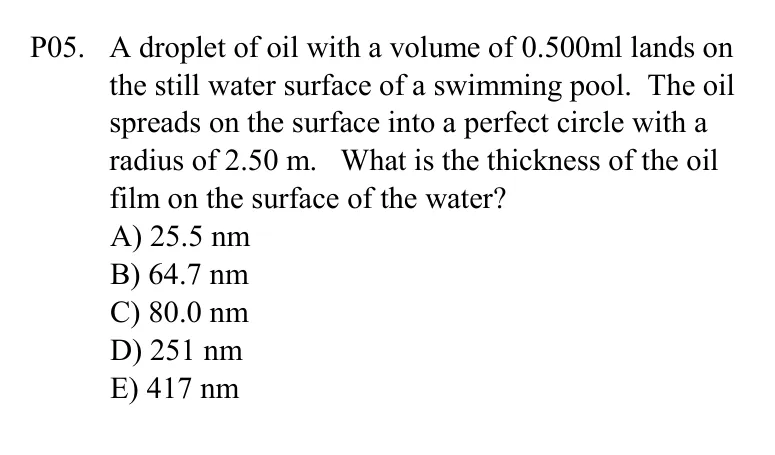 P05. A droplet of oil with a volume of 0.500ml lands on
the still water surface of a swimming pool. The oil
spreads on the surface into a perfect circle with a
radius of 2.50 m. What is the thickness of the oil
film on the surface of the water?
A) 25.5 nm
B) 64.7 nm
C) 80.0 nm
D) 251 nm
E) 417 nm